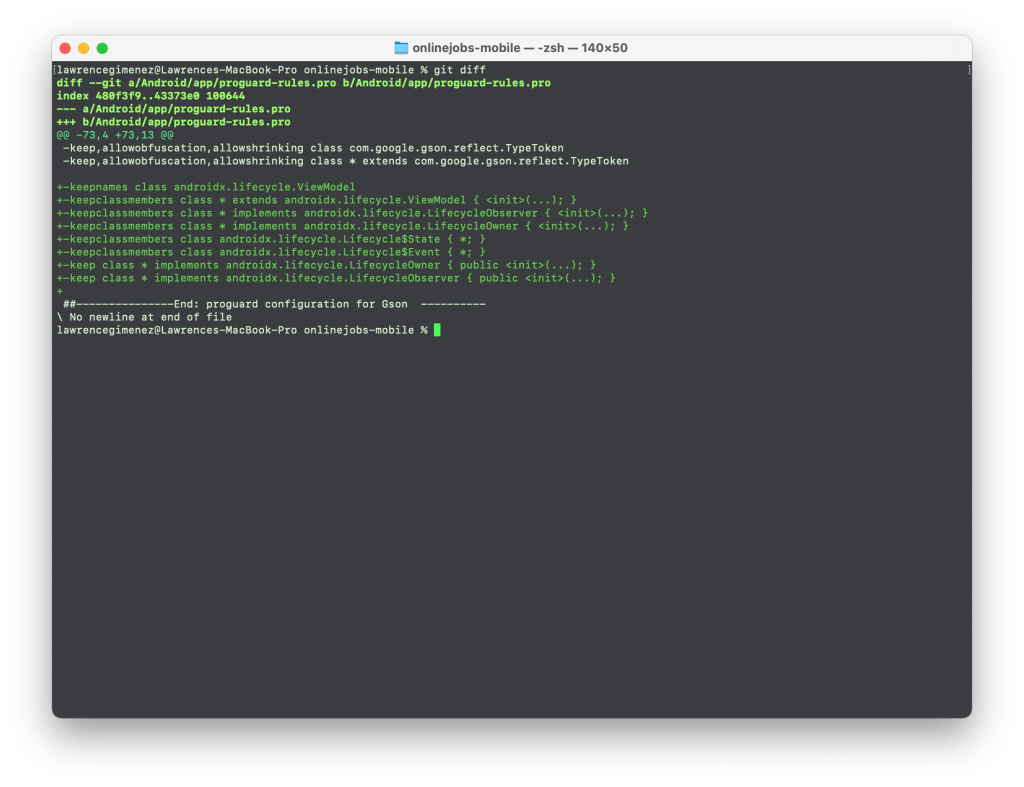 onlinejobs-mobile — -zsh — 140×50
[lawrencegimenez@Lawrences-MacBook-Pro onlinejobs-mobile % git diff ]
diff --git a/Android/app/proguard-rules.pro b/Android/app/proguard-rules.pro
index 480f3f9..43373e0 100644
--- a/Android/app/proguard-rules.pro
+++ b/Android/app/proguard-rules.pro
@@ -73,4 +73,13 @@
 -keep,allowobfuscation,allowshrinking class com.google.gson.reflect.TypeToken
 -keep,allowobfuscation,allowshrinking class * extends com.google.gson.reflect.TypeToken
+-keepnames class androidx.lifecycle.ViewModel
+-keepclassmembers class * extends androidx.lifecycle.ViewModel { <init>(...); }
+-keepclassmembers class * implements androidx.lifecycle.LifecycleObserver { <init>(...); }
+-keepclassmembers class * implements androidx.lifecycle.LifecycleOwner { <init>(...); }
+-keepclassmembers class androidx.lifecycle.Lifecycle$State { *; }
+-keepclassmembers class androidx.lifecycle.Lifecycle$Event { *; }
+-keep class * implements androidx.lifecycle.LifecycleOwner { public <init>(...); }
+-keep class * implements androidx.lifecycle.LifecycleObserver { public <init>(...); }
+
 ##---------------End: proguard configuration for Gson  ----------
\ No newline at end of file
lawrencegimenez@Lawrences-MacBook-Pro onlinejobs-mobile %